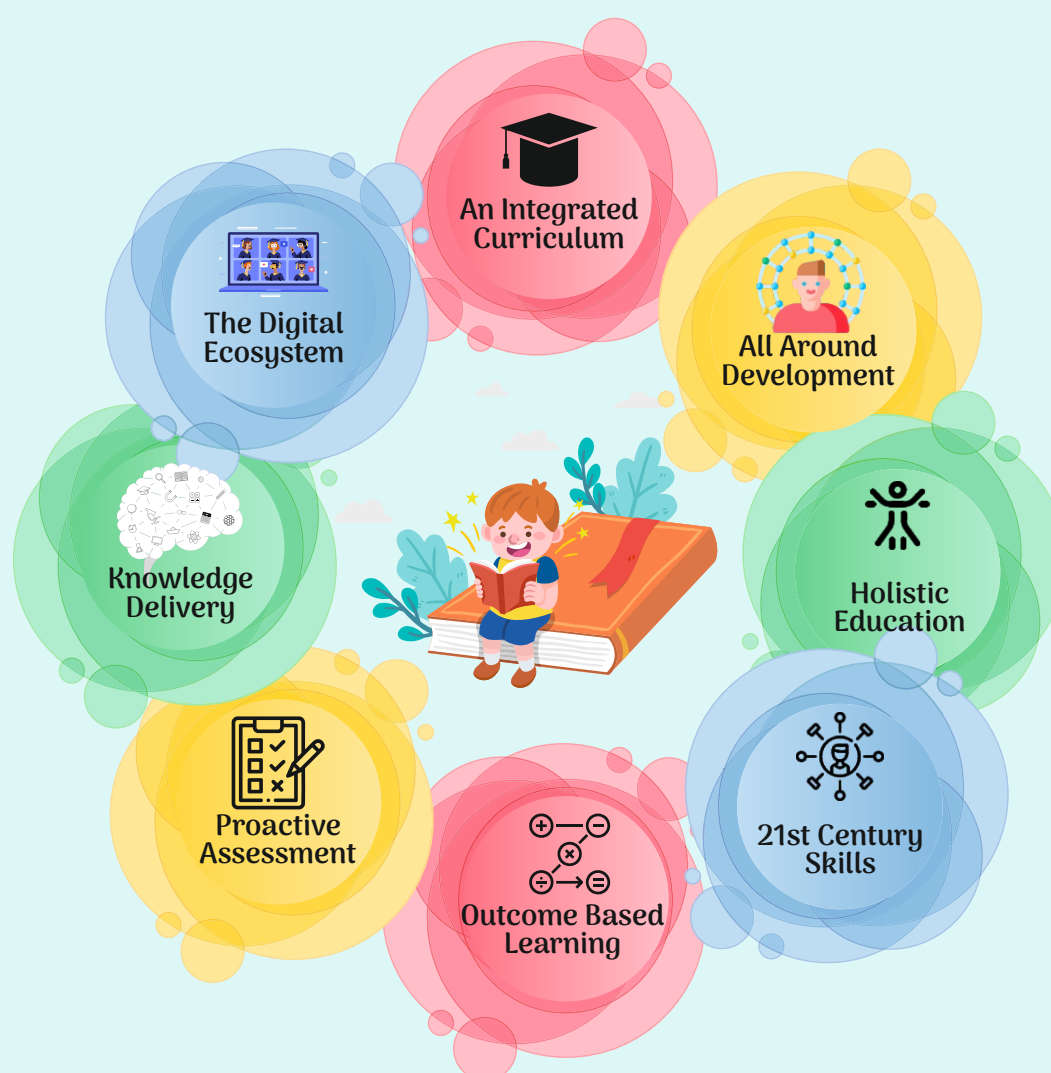 An Integrated
Curriculum
All Around
Development
Holistic
Education
21st Century
Skills
Outcome Based
Learning
Proactive
Assessment
Knowledge
Delivery
The Digital
Ecosystem